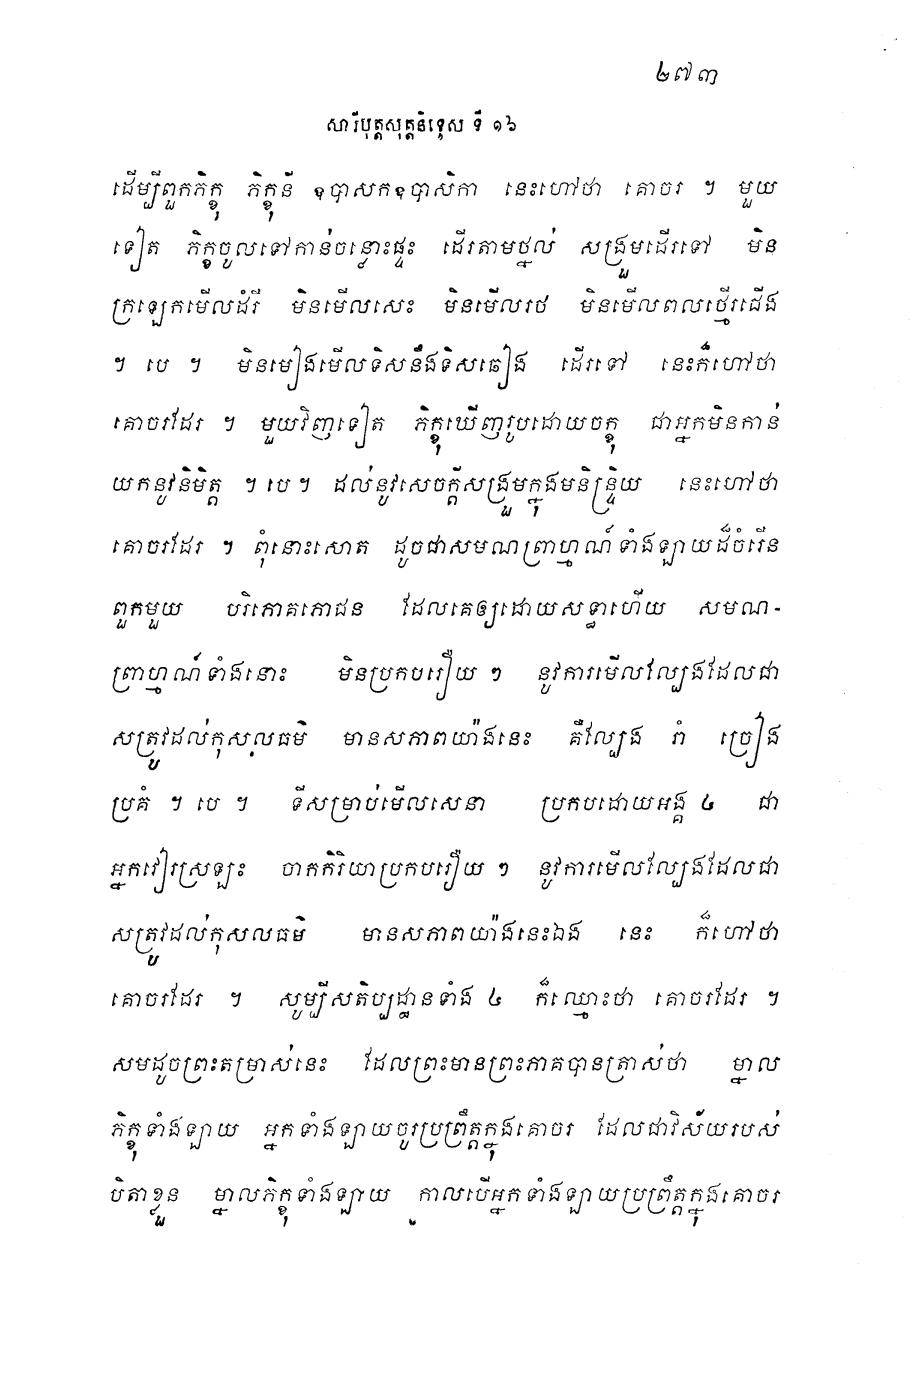 ២៧៣
សារីបុត្តសុត្តនិទ្ទេស ទី ១៦
ដើម្បីពួកភិក្ខុ ភិក្ខុនី ឧបាសកឧបាសិកា នេះហៅថា គោចរ ។ មួយ
ទៀត ភិក្ខុចូលទៅកាន់ចន្លោះផ្ទះ ដើរតាមថ្នល់ សង្រួមដើរទៅ មិន
ក្រឡេកមើលដំរី មិនមើលសេះ មិនមើលរថ មិនមើលពលថ្មើរជើង
។ បេ ។ មិនមៀងមើលទិសនឹងទិសធៀង ដើរទៅ នេះក៏ហៅថា
គោចរដែរ ។ មួយវិញទៀត ភិក្ខុឃើញរូបដោយចក្ខុ ជាអ្នកមិនកាន់
យកនូវនិមិត្ត ។ បេ ។ ដល់នូវសេចក្តីសង្រួមក្នុងមនិន្ទ្រិយ នេះហៅថា
គោចរដែរ ។ ពុំនោះសោត ដូចជាសមណព្រាហ្មណ៍ទាំងឡាយដ៏ចំរើន
ពួកមួយ បរិភោគភោជន ដែលគេឲ្យដោយសទ្ធាហើយ សមណ-
ព្រាហ្មណ៍ទាំងនោះ មិនប្រកបរឿយ ៗ នូវការមើលល្បែងដែលជា
សត្រូវដល់កុសលធម៌ មានសភាពយ៉ាងនេះ គឺល្បែង រាំ ច្រៀង
ប្រគំ ។ បេ ។ ទីសម្រាប់មើលសេនា ប្រកបដោយអង្គ ៤ ជា
អ្នកវៀរស្រឡះ ចាកកិរិយាប្រកបរឿយ ៗ នូវការមើលល្បែងដែលជា
សត្រូវដល់កុសលធម៌ មានសភាពយ៉ាងនេះឯង នេះ ក៏ហៅថា
គោចរដែរ ។ សូម្បីសតិប្បដ្ឋានទាំង ៤ ក៏ឈ្មោះថា គោចរដែរ ។
សមដូចព្រះតម្រាស់នេះ ដែលព្រះមានព្រះភាគបានត្រាស់ថា ម្នាល
ភិក្ខុទាំងឡាយ អ្នកទាំងឡាយចូរប្រព្រឹត្តក្នុងគោចរ ដែលជាវិស័យរបស់
បិតាខ្លួន ម្នាលភិក្ខុទាំងឡាយ កាលបើអ្នកទាំងឡាយប្រព្រឹត្តក្នុងគោចរ